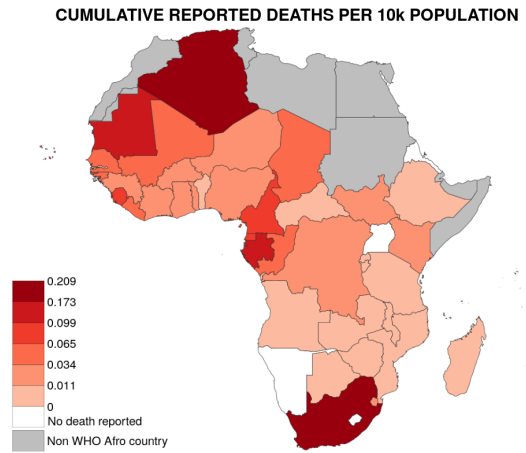 CUMULATIVE REPORTED DEATHS PER 10k POPULATION
0.209
0.173
0.099
0.065
0.034
0.011
0
No death reported
Non WHO Afro country